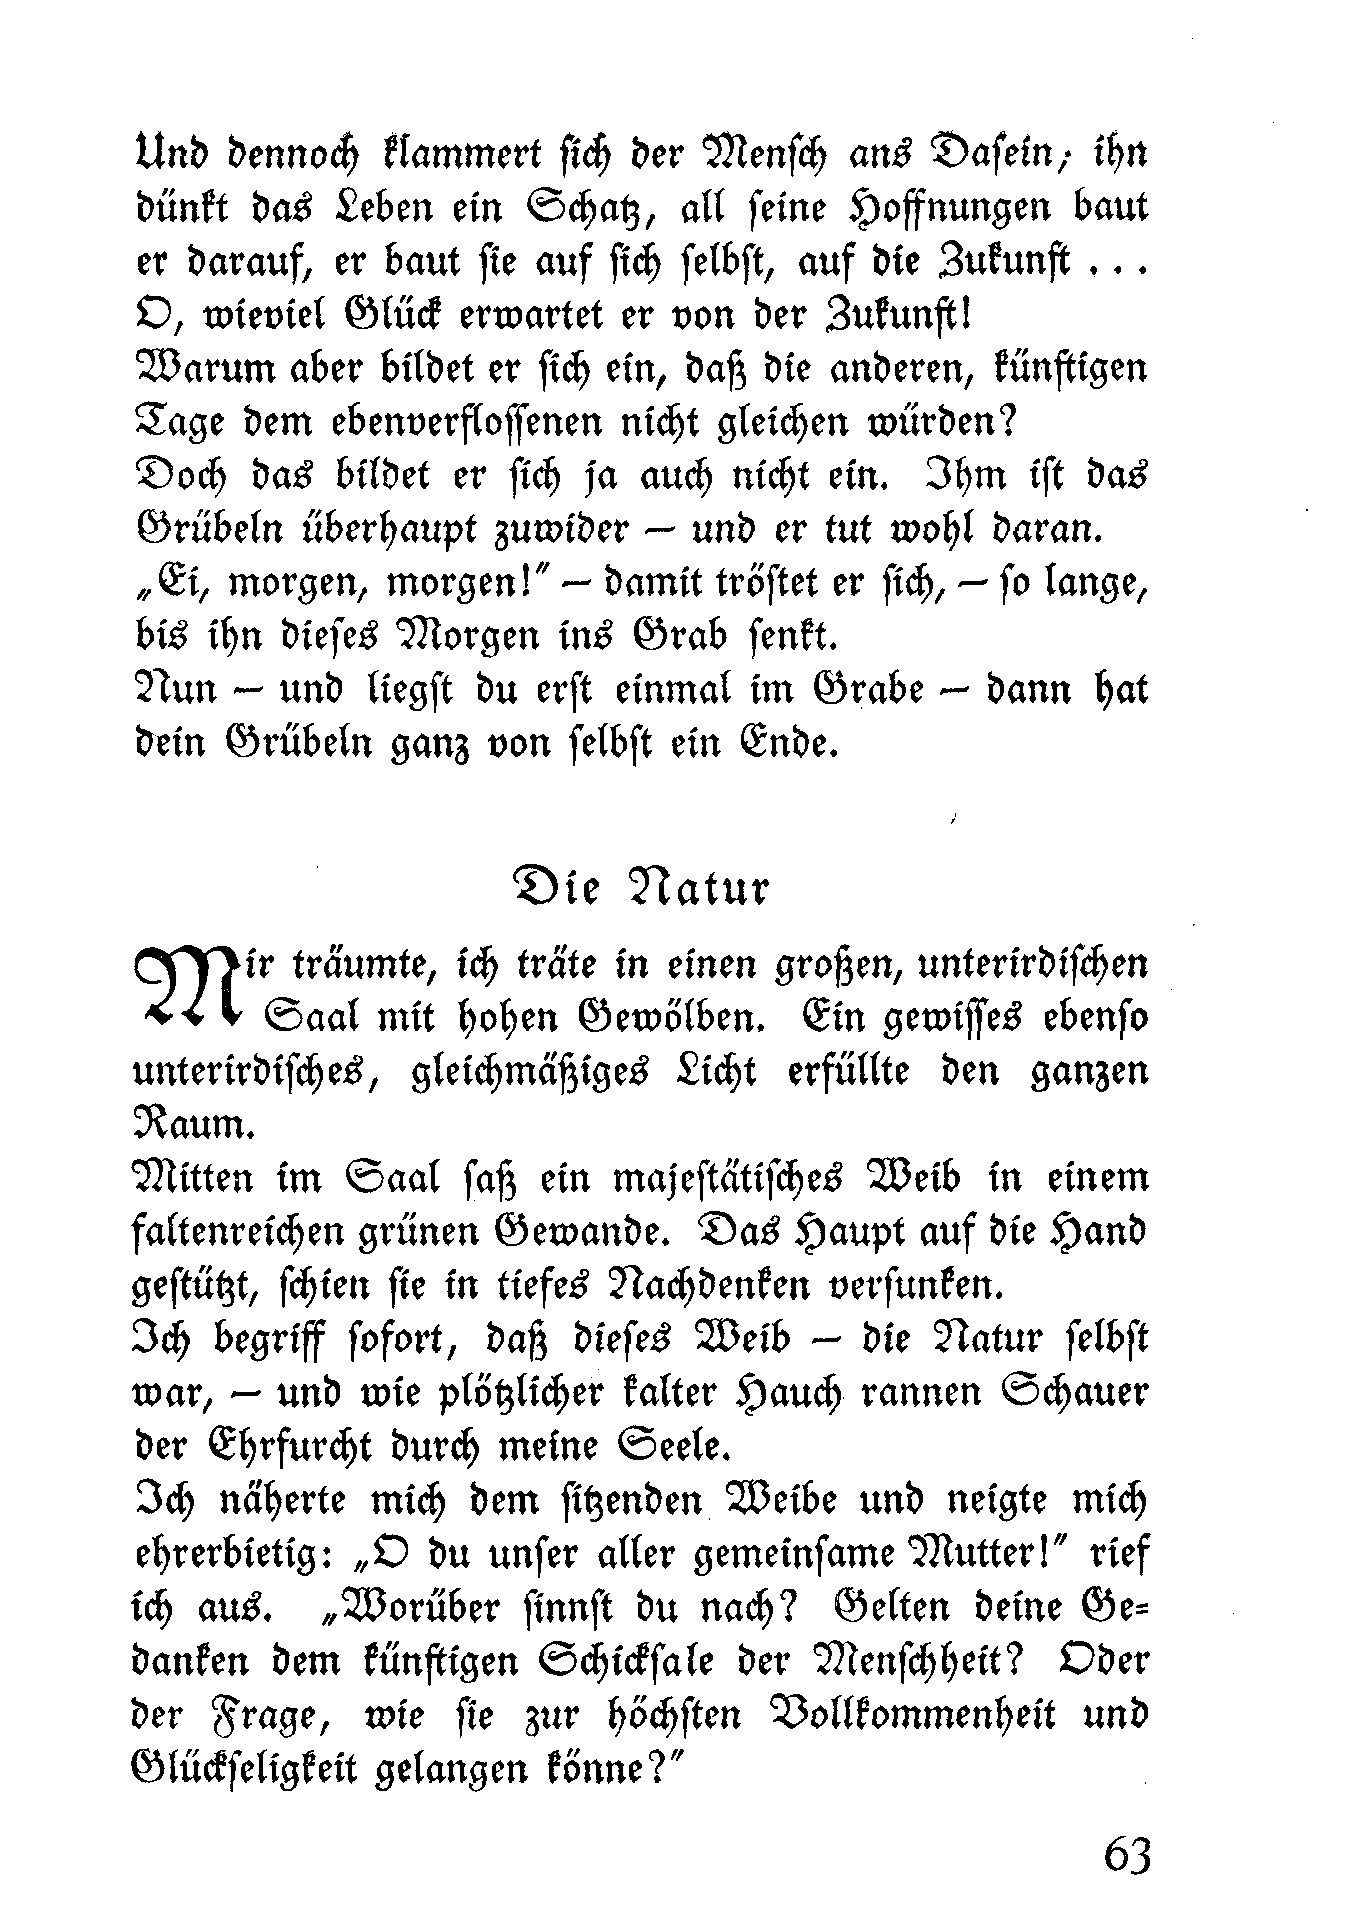 Und dennoch klammert sich der Mensch ans Dasein; ihn
dünkt das Leben ein Schatz, all seine Hoffnungen baut
er darauf, er baut sie auf sich selbst, auf die Zukunft . . .
O, wieviel Glück erwartet er von der Zukunft!
Warum aber bildet er sich ein, daß die anderen, künftigen
Tage dem ebenverflossenen nicht gleichen würden?
Doch das bildet er sich ja auch nicht ein. Ihm ist das
Grübeln überhaupt zuwider — und er tut wohl daran.
„Ei, morgen, morgen!“ — damit tröstet er sich, — so lange,
bis ihn dieses Morgen ins Grab senkt.
Nun — und liegst du erst einmal im Grabe — dann hat
dein Grübeln ganz von selbst ein Ende.
Die Natur
Mir träumte, ich träte in einen großen, unterirdischen
Saal mit hohen Gewölben. Ein gewisses ebenso
unterirdisches, gleichmäßiges Licht erfüllte den ganzen
Raum.
Mitten im Saal saß ein majestätisches Weib in einem
faltenreichen grünen Gewande. Das Haupt auf die Hand
gestützt, schien sie in tiefes Nachdenken versunken.
Ich begriff sofort, daß dieses Weib — die Natur selbst
war, — und wie plötzlicher kalter Hauch rannen Schauer
der Ehrfurcht durch meine Seele.
Ich näherte mich dem sitzenden Weibe und neigte mich
ehrerbietig: „O du unser aller gemeinsame Mutter!“ rief
ich aus. „Worüber sinnst du nach? Gelten deine Ge-
danken dem künftigen Schicksale der Menschheit? Oder
der Frage, wie sie zur höchsten Vollkommenheit und
Glückseligkeit gelangen könne?“
63